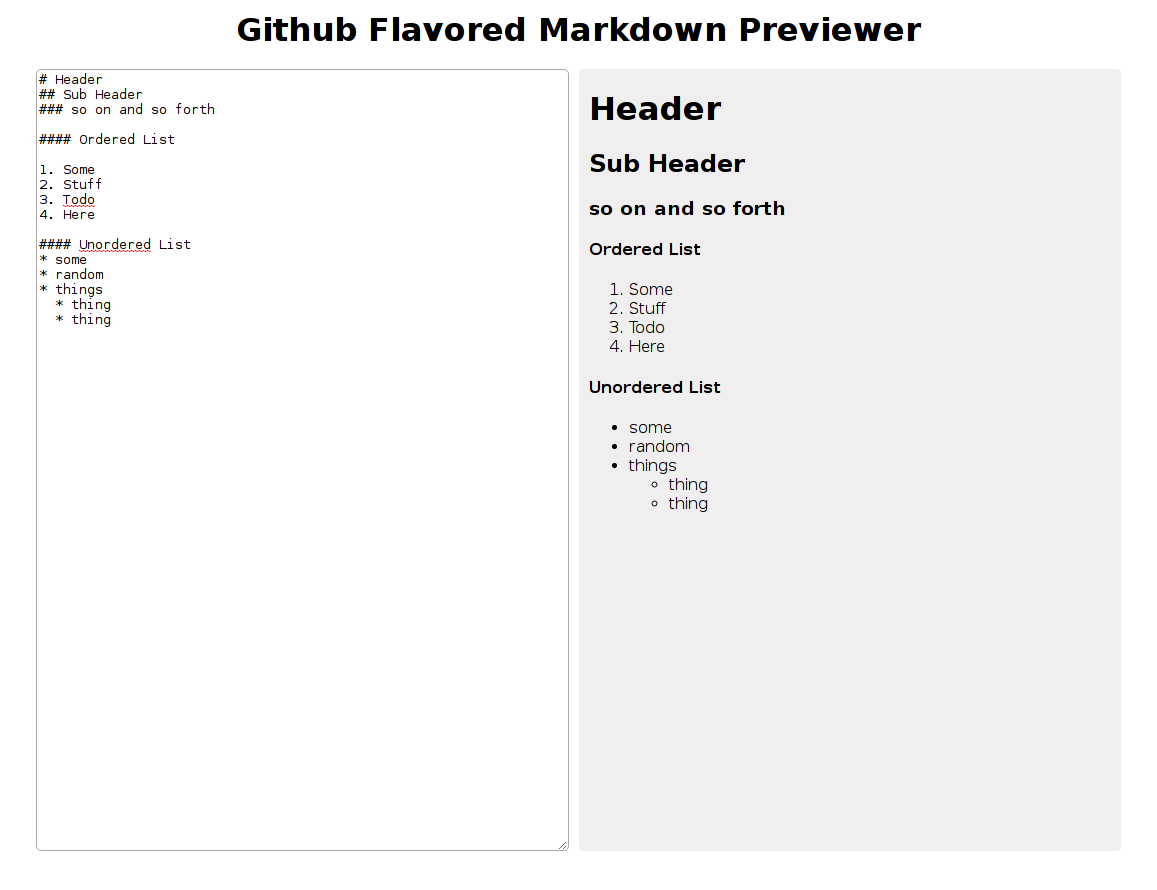 Github Flavored Markdown Previewer
# Header
## Sub Header
### so on and so forth
#### Ordered List
1. Some
2. Stuff
3. Todo
4. Here
#### Unordered List
* some
* random
* things
  * thing
  * thing
Header
Sub Header
so on and so forth
Ordered List
1. Some
2. Stuff
3. Todo
4. Here
Unordered List
• some
• random
• things
◦ thing
◦ thing